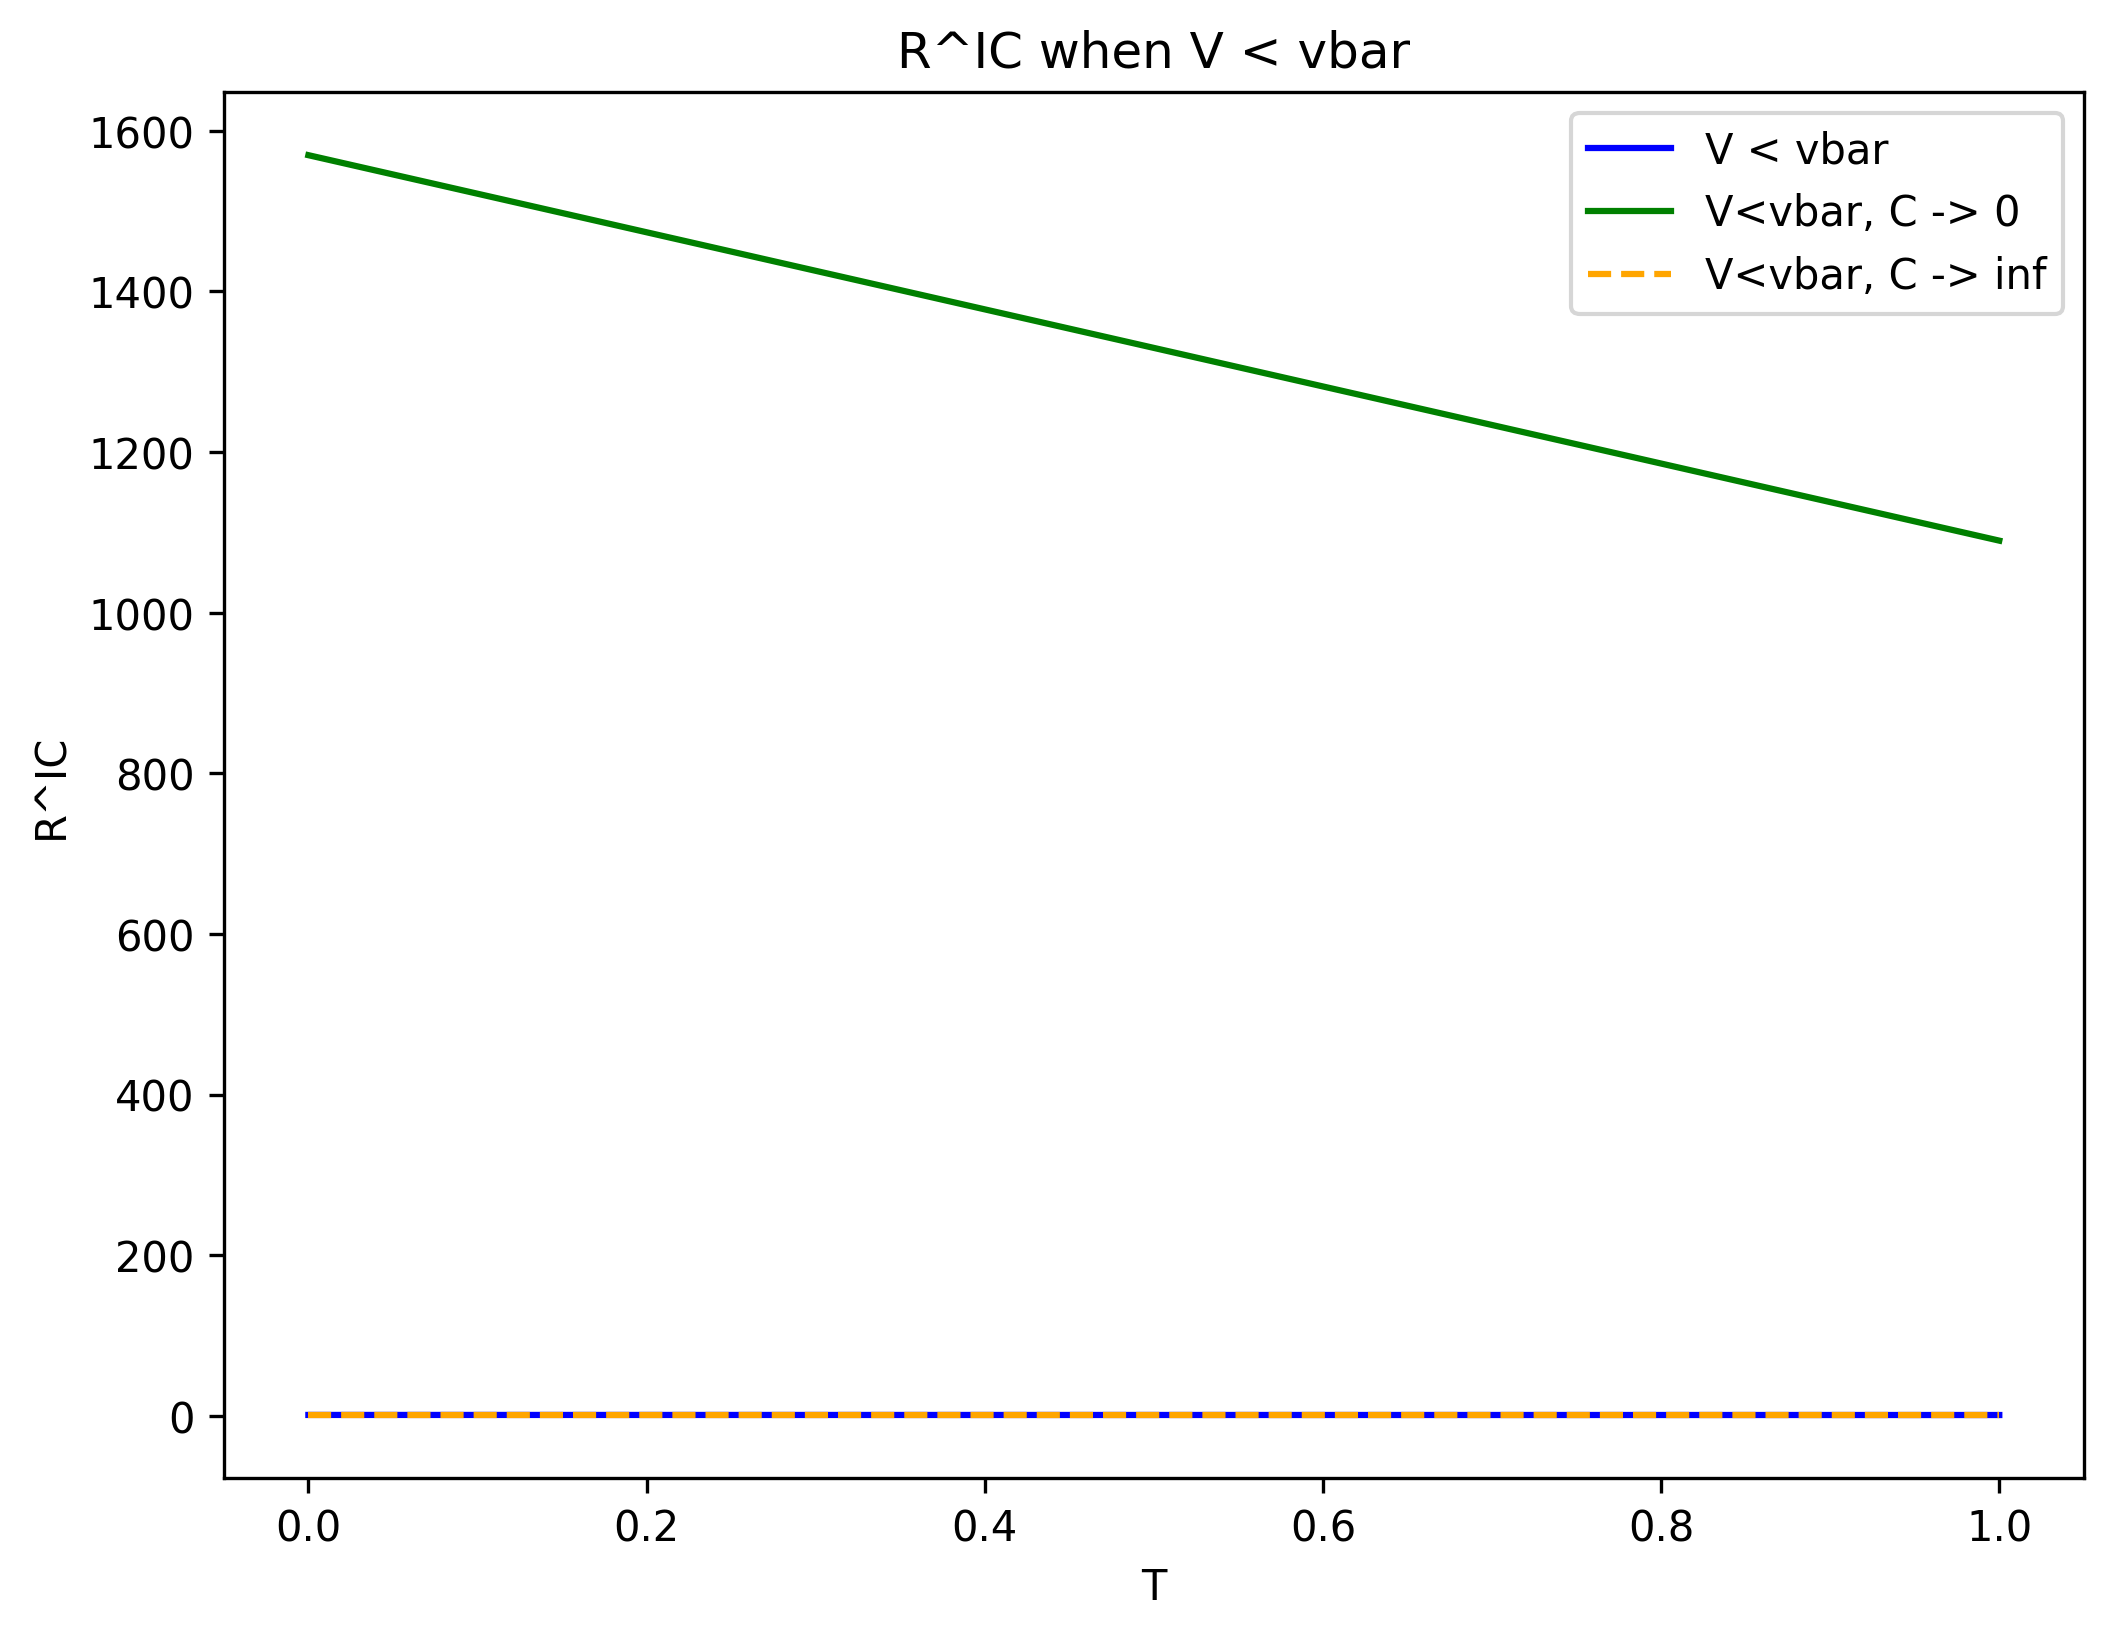 R^IC when V < vbar
V < vbar
V<vbar, C -> 0
V<vbar, C -> inf
R^IC
1600
1400
1200
1000
800
600
400
200
0
0.0 0.2 0.4 0.6 0.8 1.0
T